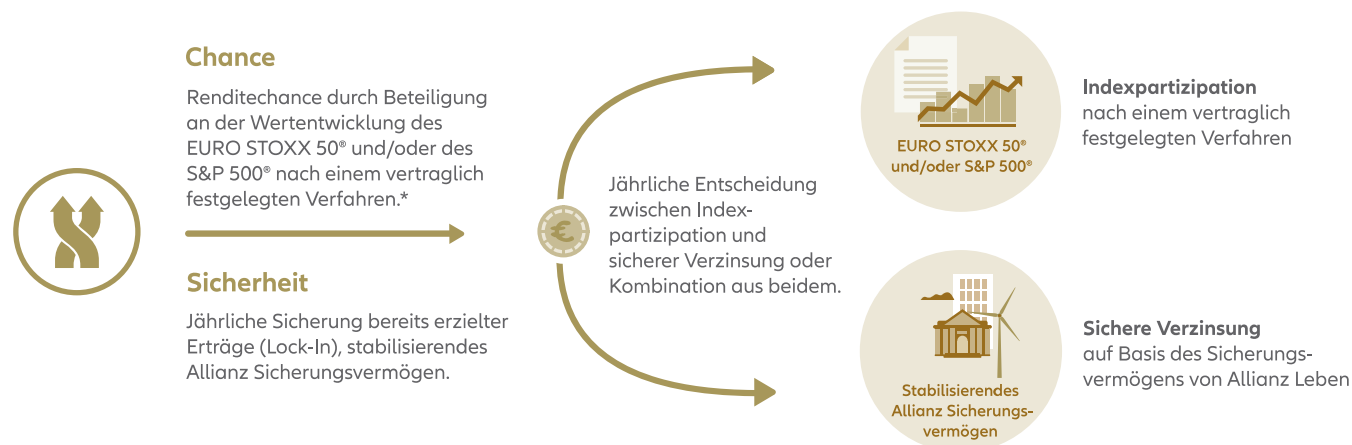 Chance
Renditechance durch Beteiligung
an der Wertentwicklung des
EURO STOXX 50® und/oder des
S&P 500® nach einem vertraglich
festgelegten Verfahren.*
Sicherheit
Jährliche Sicherung bereits erzielter
Erträge (Lock-In), stabilisierendes
Allianz Sicherungsvermögen.
€
Jährliche Entscheidung
zwischen Index-
partizipation und
sicherer Verzinsung oder
Kombination aus beidem.
EURO STOXX 50®
und/oder S&P 500®
Indexpartizipation
nach einem vertraglich
festgelegten Verfahren
Stabilisierendes
Allianz Sicherungs-
vermögen
Sichere Verzinsung
auf Basis des Sicherungs-
vermögens von Allianz Leben